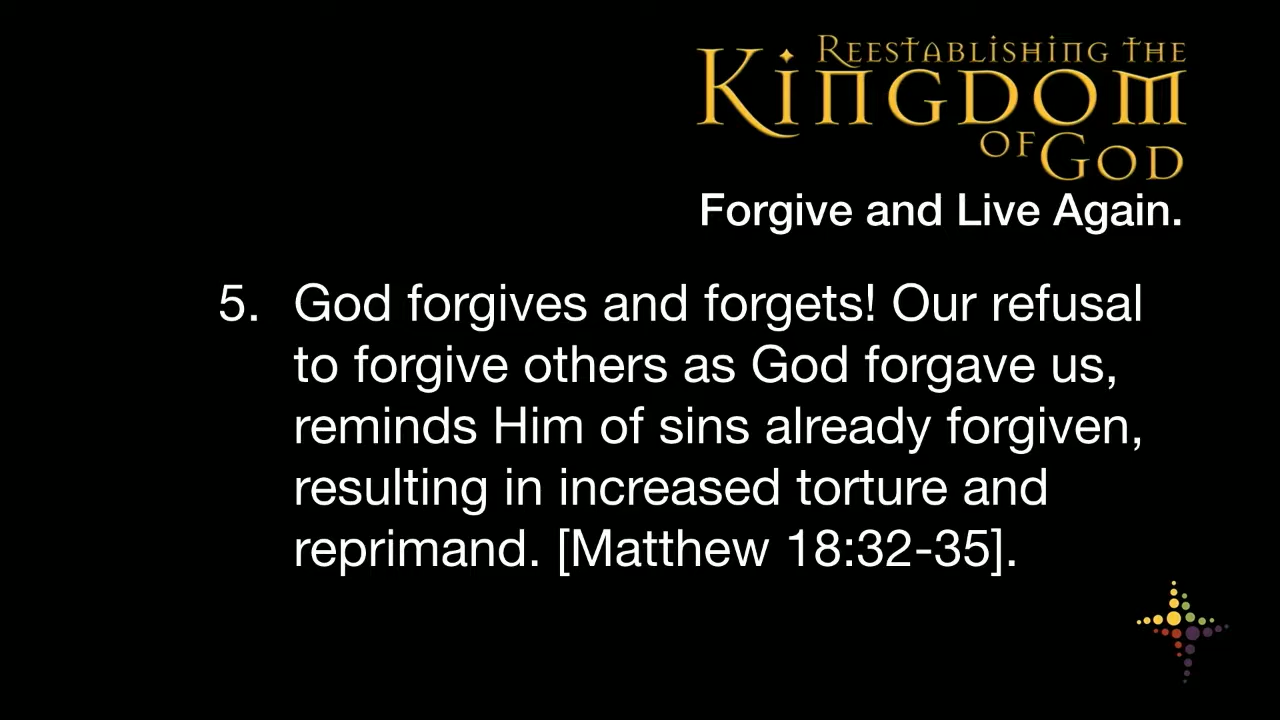 Reestablishing the
Kingdom
of God
Forgive and Live Again.
5. God forgives and forgets! Our refusal
to forgive others as God forgave us,
reminds Him of sins already forgiven,
resulting in increased torture and
reprimand. [Matthew 18:32-35].